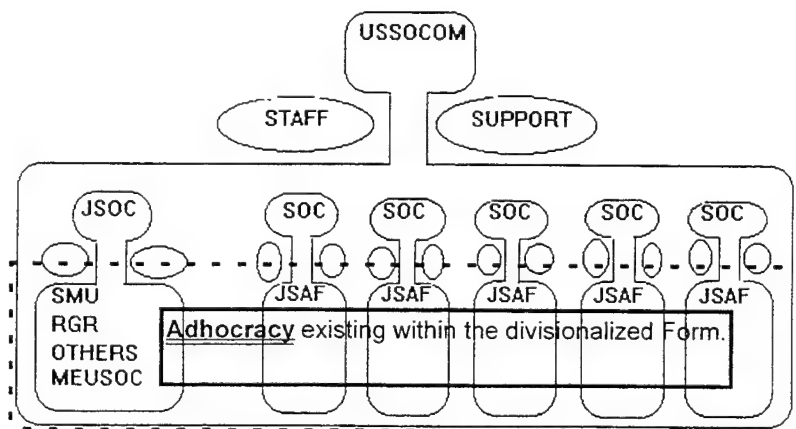 USSOCOM
STAFF SUPPORT
JSOC SOC SOC SOC SOC SOC
SMU JSAF JSAF JSAF JSAF JSAF
RGR
Adhocracy existing within the divisionalized Form.
OTHERS
MEUSOC